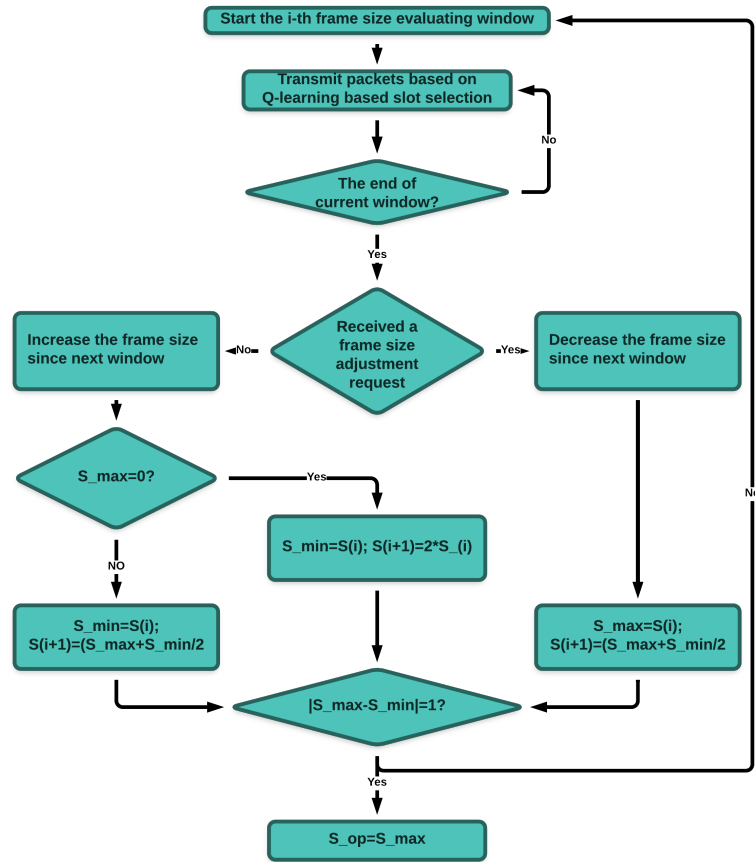 Start the i-th frame size evaluating window
Transmit packets based on
Q-learning based slot selection
No
The end of
current window?
Yes
Received a
frame size
adjustment
request
No
Yes
Increase the frame size
since next window
Decrease the frame size
since next window
S_max=0?
Yes
No
S_min=S(i); S(i+1)=2*S_(i)
NO
S_min=S(i);
S(i+1)=(S_max+S_min/2
S_max=S(i);
S(i+1)=(S_max+S_min/2
|S_max-S_min|=1?
Yes
S_op=S_max